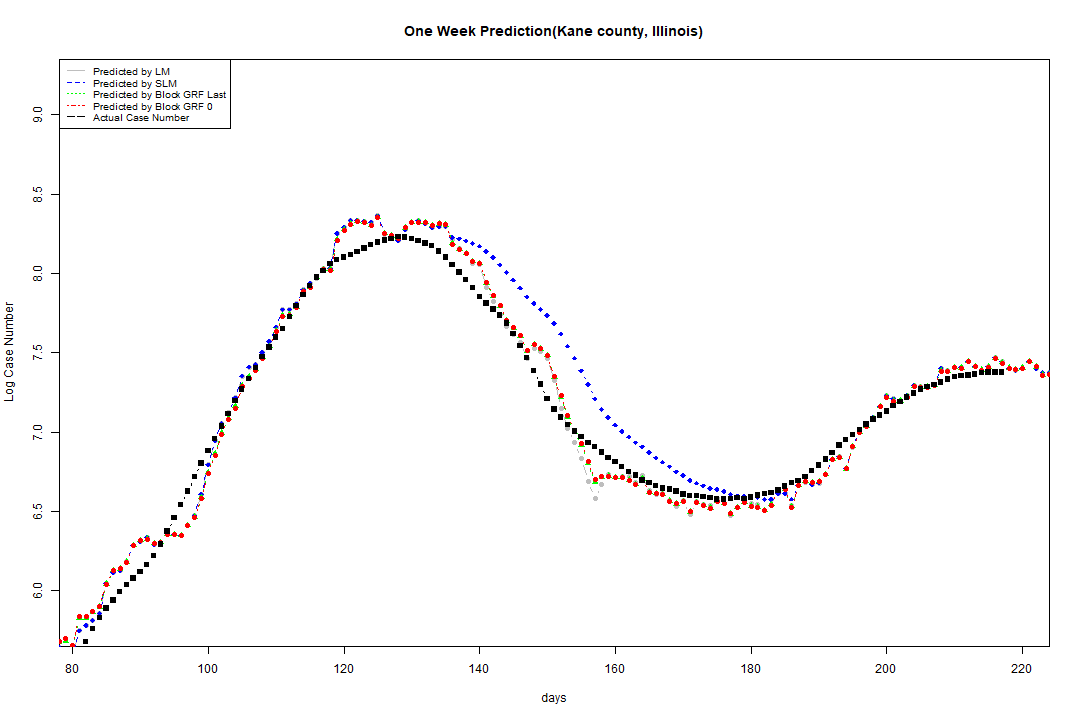 One Week Prediction(Kane county, Illinois)
Predicted by LM
Predicted by SLM
Predicted by Block GRF Last
Predicted by Block GRF 0
Actual Case Number
9.0
8.5
8.0
7.5
7.0
6.5
6.0
Log Case Number
80 100 120 140 160 180 200 220
days